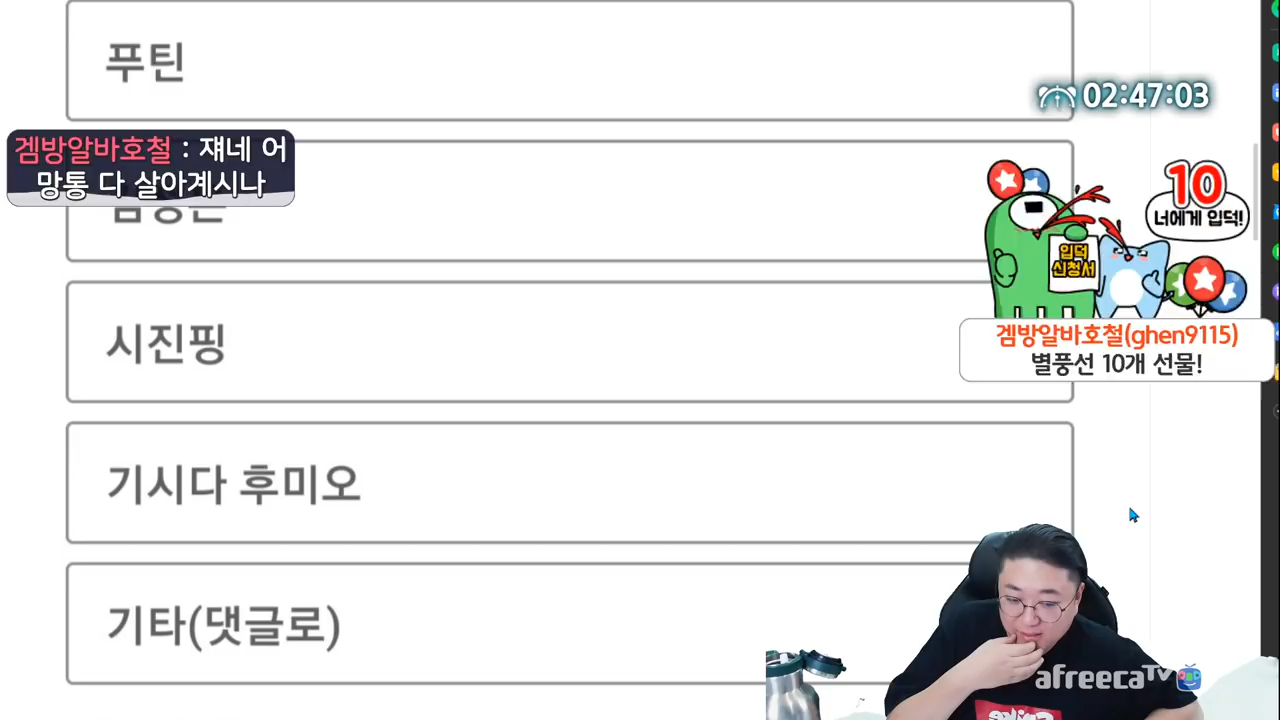 푸틴
02:47:03
겜방알바호철 : 쟤네 어
망통 다 살아계시나
10
너에게 입덕!
입덕
신청서
시진핑
겜방알바호철(ghen9115)
별풍선 10개 선물!
기시다 후미오
기타(댓글로)
afreecaTV